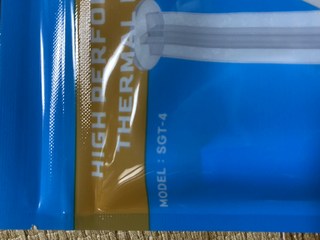 HIGH PERFO
THERMAL
MODEL : SGT-4